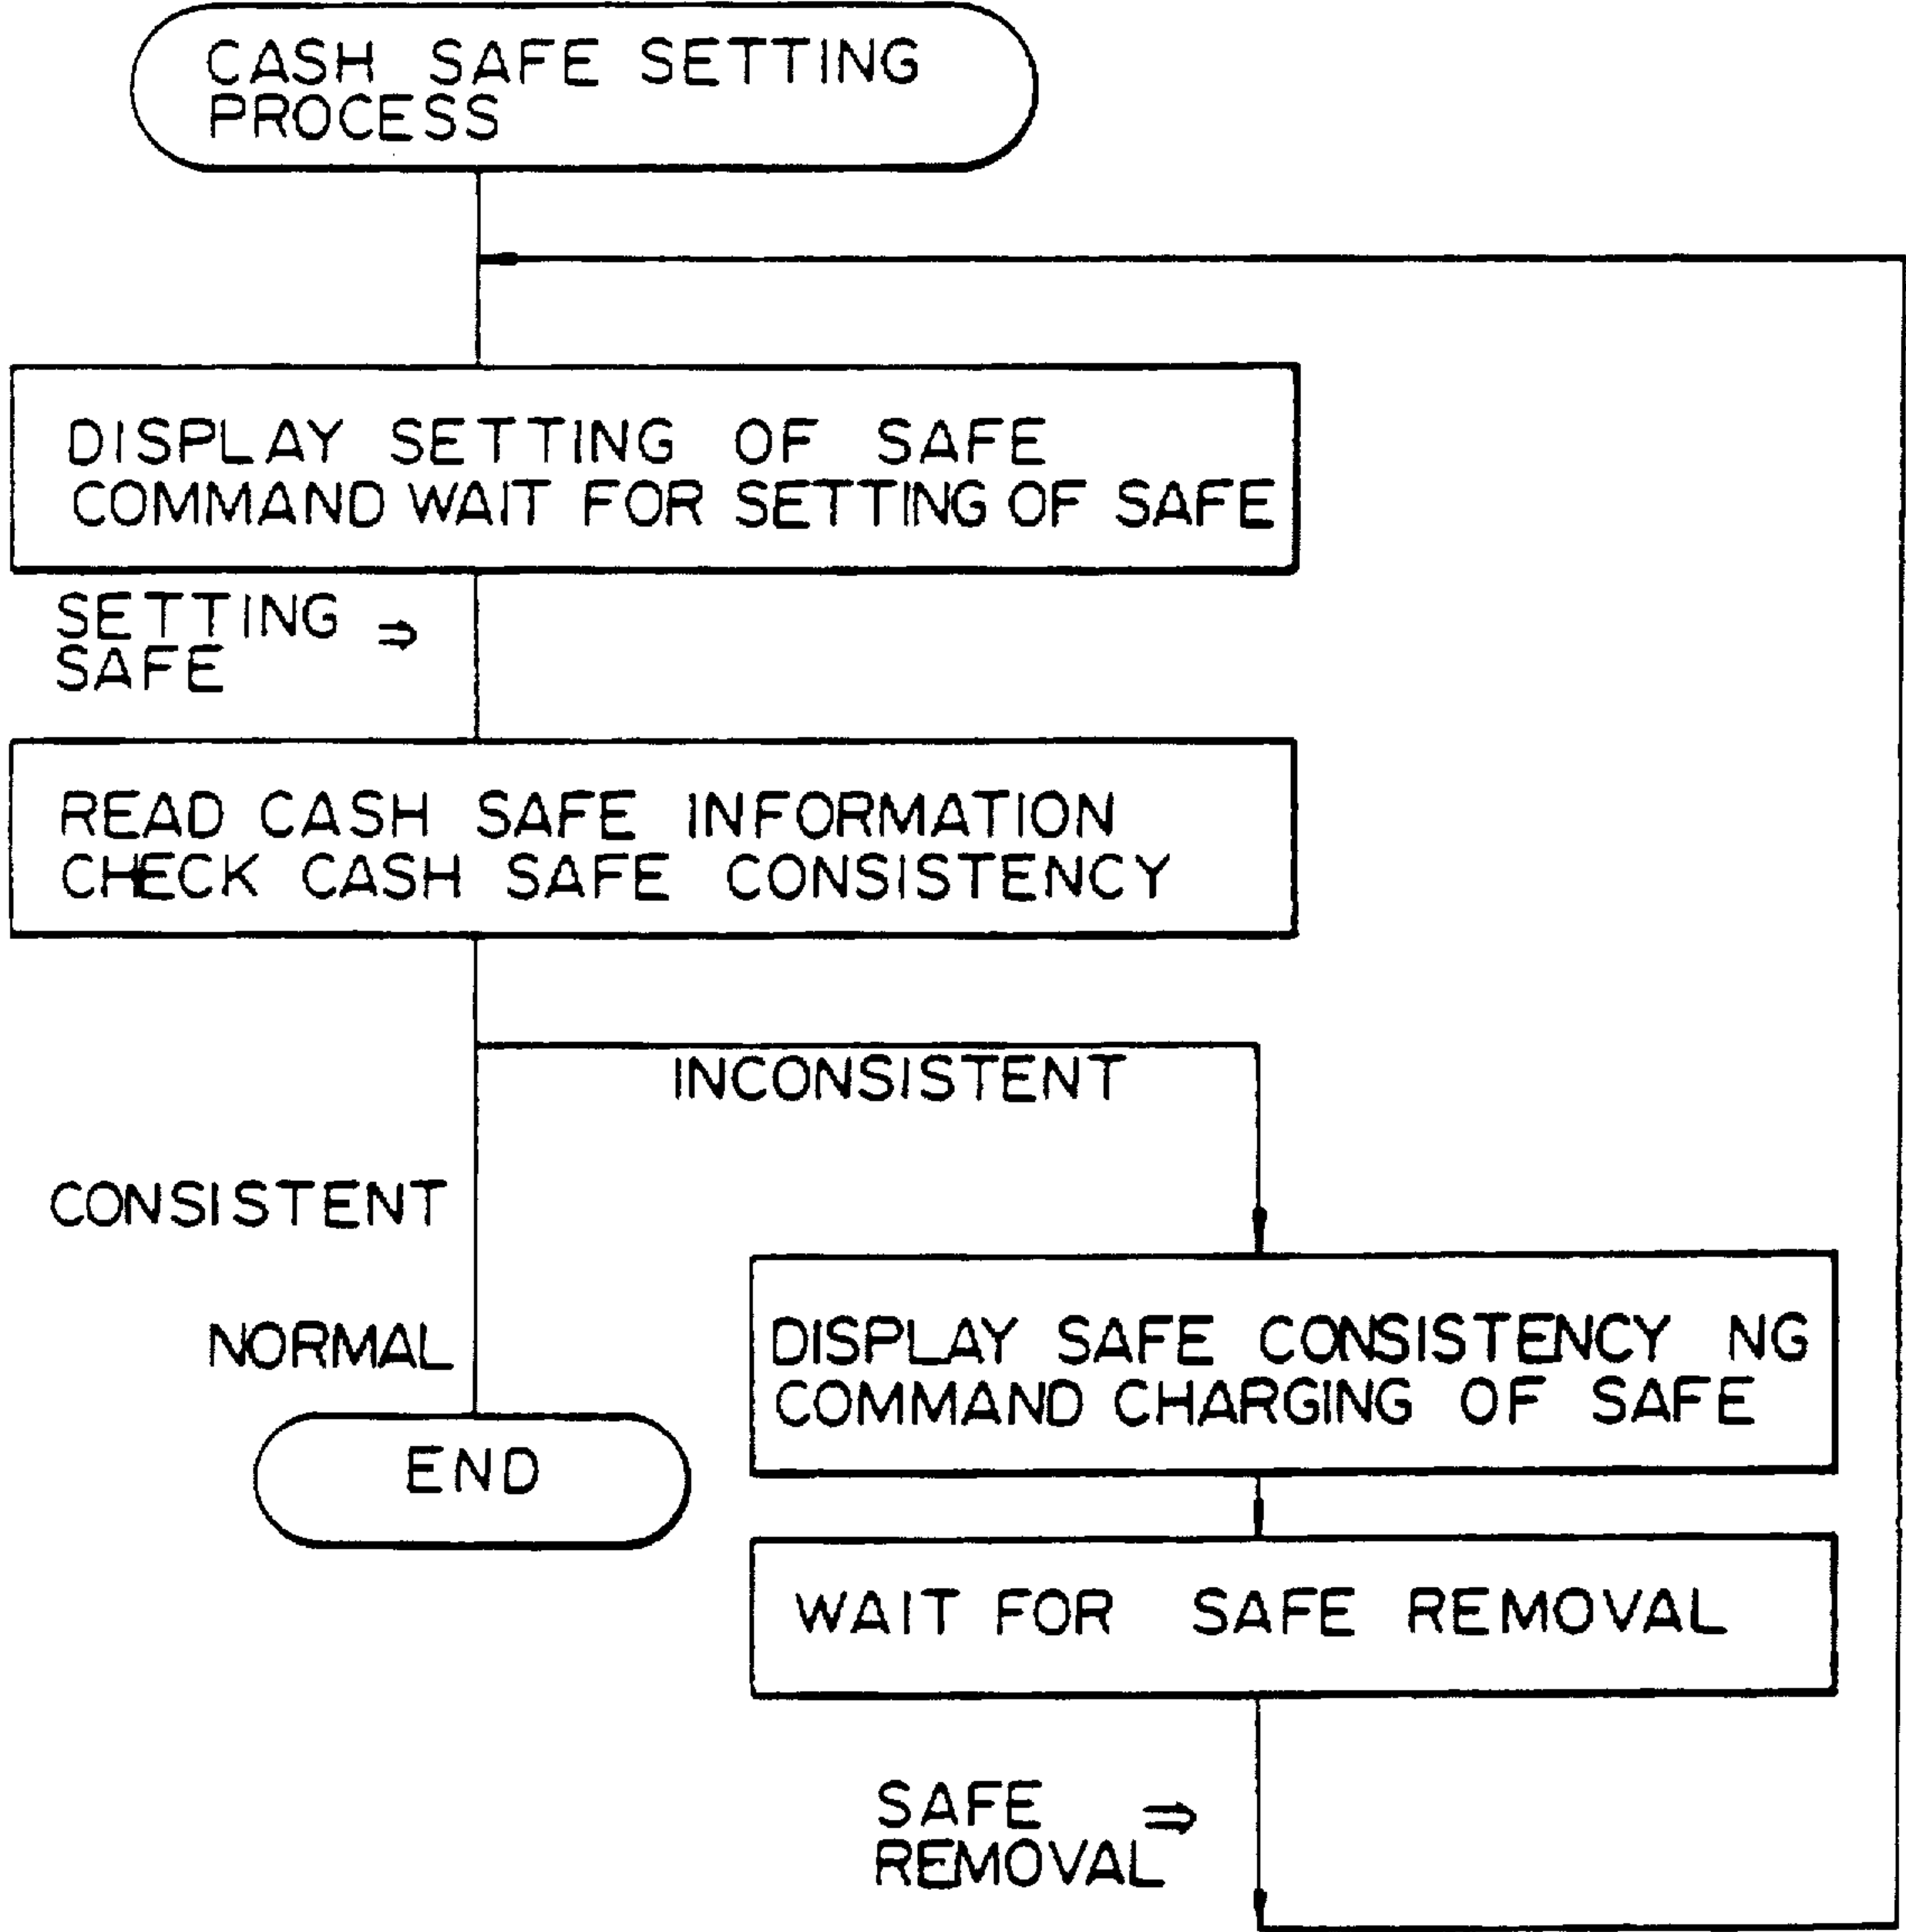 CASH SAFE SETTING
PROCESS
DISPLAY SETTING OF SAFE
COMMAND WAIT FOR SETTING OF SAFE
SETTING ⇒
SAFE
READ CASH SAFE INFORMATION
CHECK CASH SAFE CONSISTENCY
INCONSISTENT
CONSISTENT
NORMAL
DISPLAY SAFE CONSISTENCY NG
COMMAND CHARGING OF SAFE
END
WAIT FOR SAFE REMOVAL
SAFE ⇒
REMOVAL